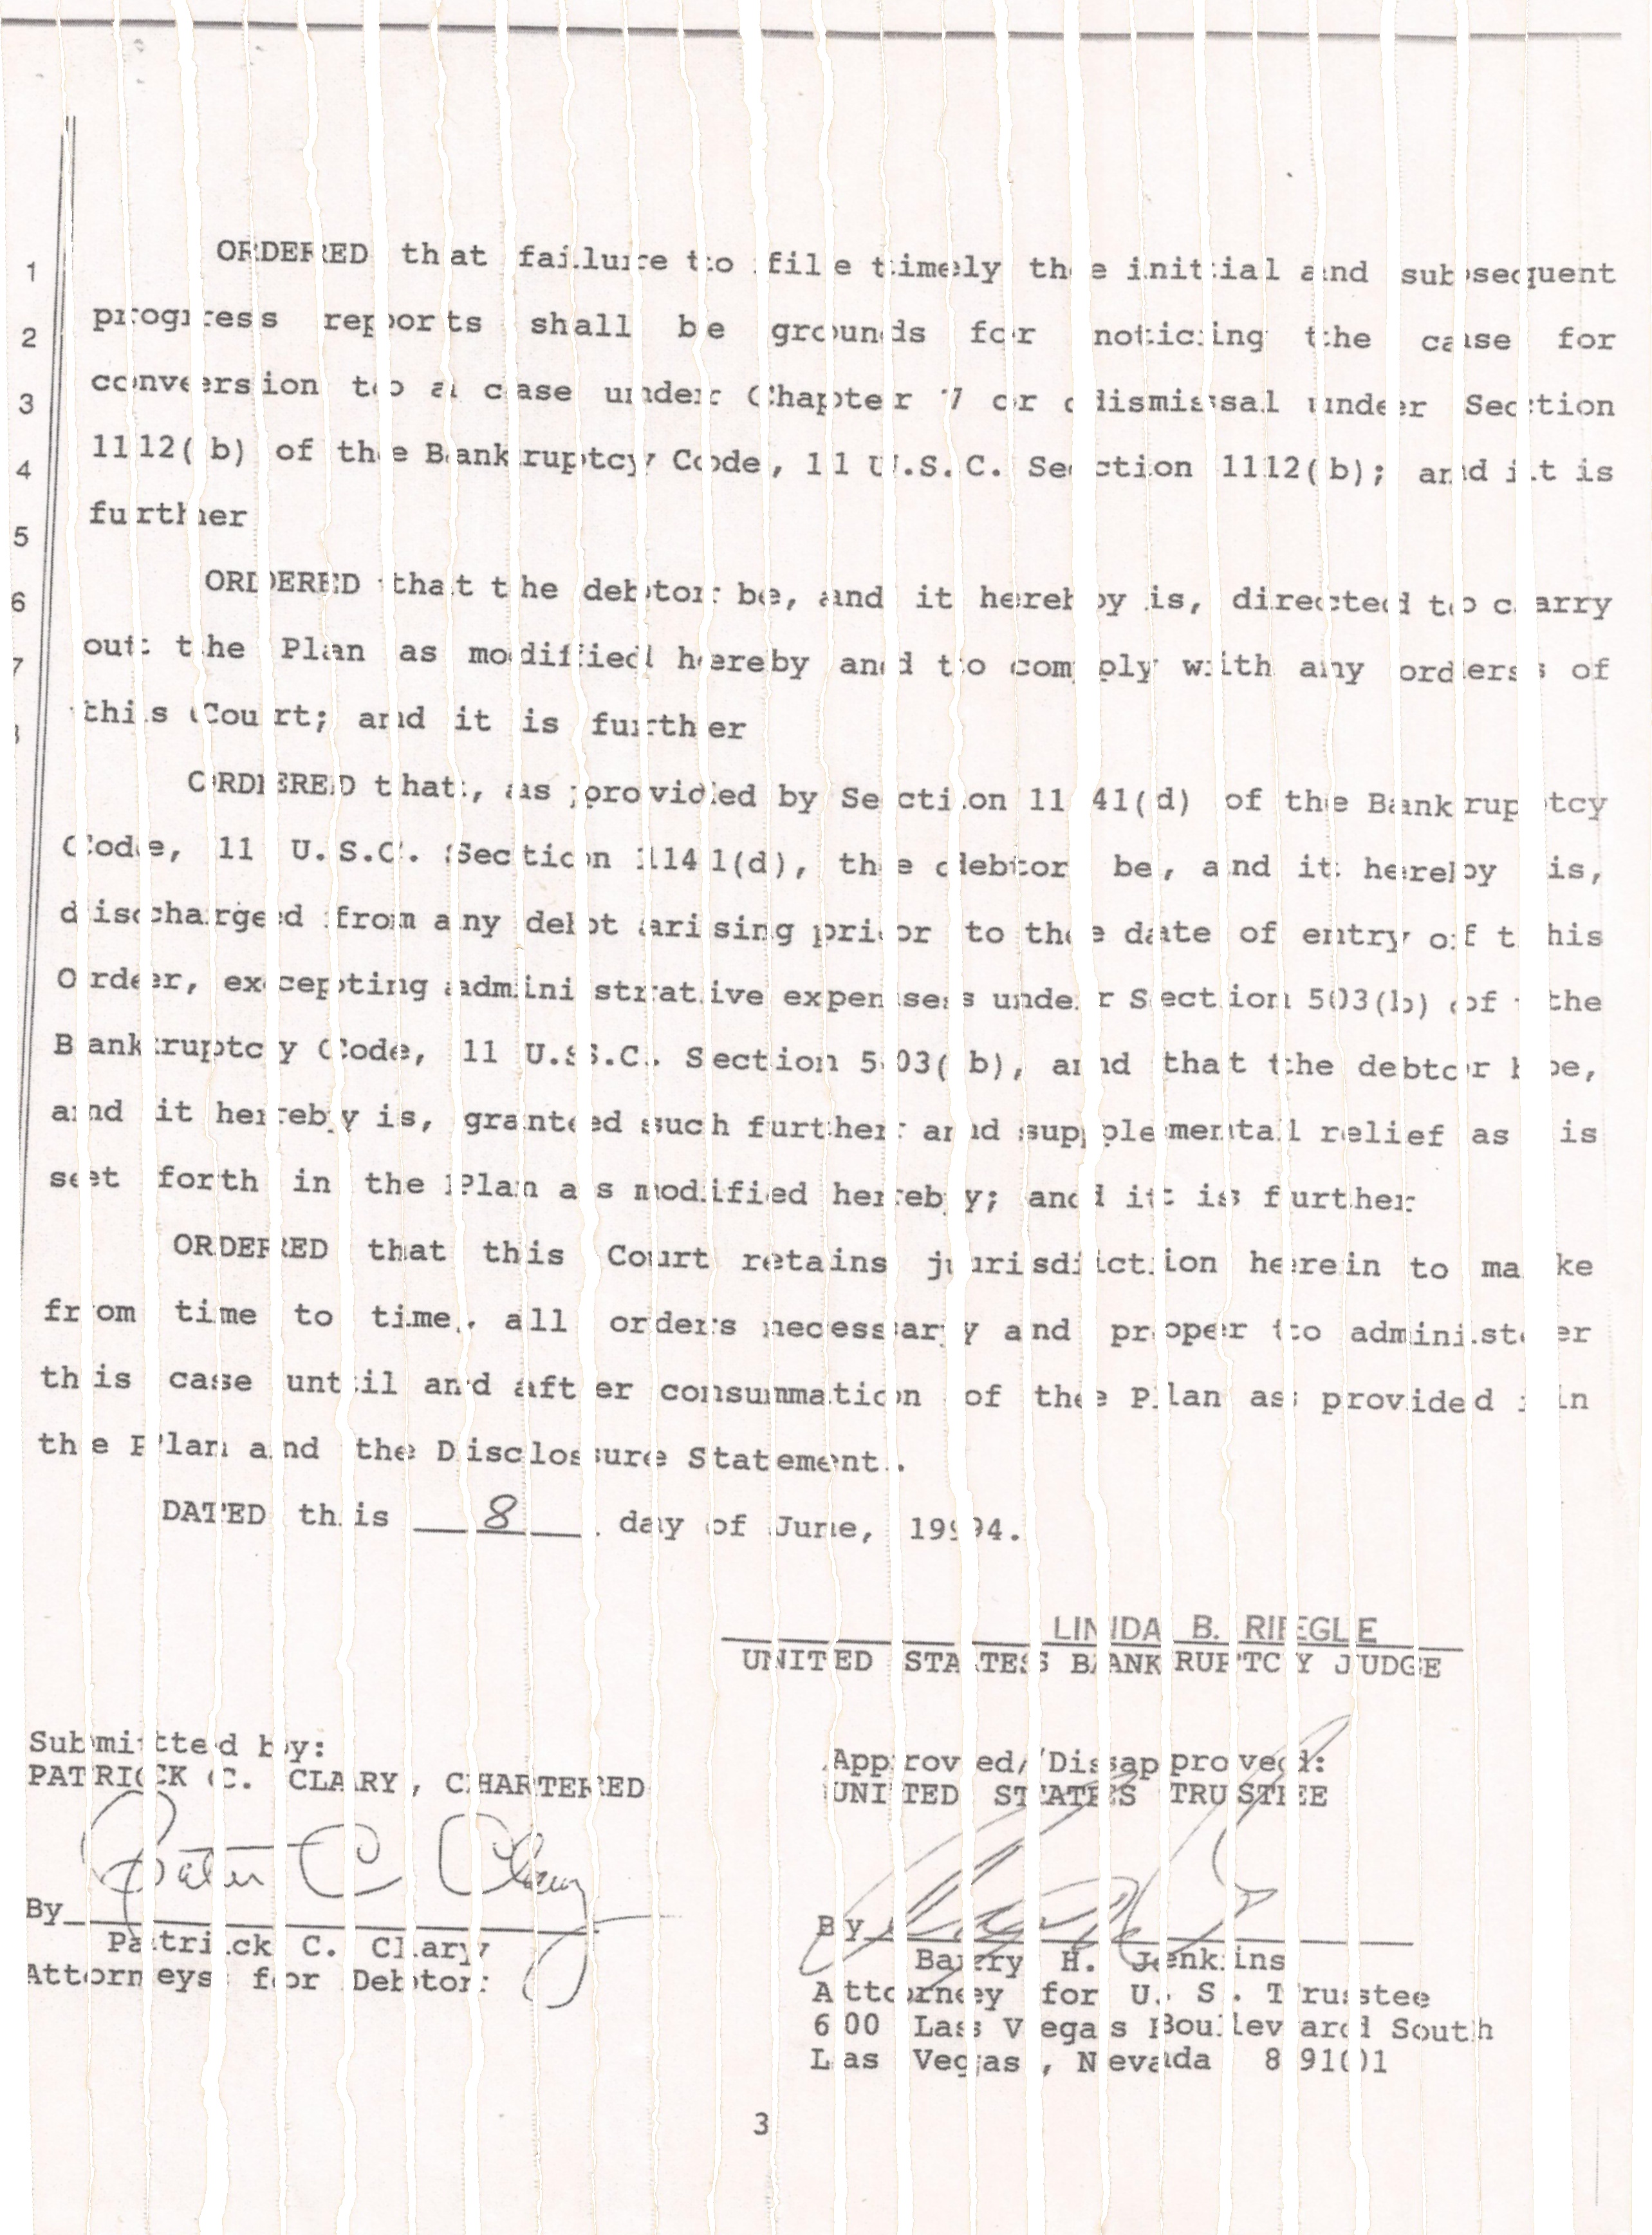 1 ORDERED that failure to file timely the initial and subsequent
2 progress reports shall be grounds for noticing the case for
3 conversion to a case under Chapter 7 or dismissal under Section
4 1112(b) of the Bankruptcy Code, 11 U.S.C. Section 1112(b); and it is
5 further
6 ORDERED that the debtor be, and it hereby is, directed to carry
7 out the Plan as modified hereby and to comply with any orders of
this Court; and it is further
ORDERED that, as provided by Section 1141(d) of the Bankruptcy
Code, 11 U.S.C. Section 1141(d), the debtor be, and it hereby is,
discharged from any debt arising prior to the date of entry of this
Order, excepting administrative expenses under Section 503(b) of the
Bankruptcy Code, 11 U.S.C. Section 503(b), and that the debtor be,
and it hereby is, granted such further and supplemental relief as is
set forth in the Plan as modified hereby; and it is further
ORDERED that this Court retains jurisdiction herein to make
from time to time, all orders necessary and proper to administer
this case until and after consummation of the Plan as provided in
the Plan and the Disclosure Statement.
DATED this 8 day of June, 1994.
LINDA B. RIEGLE
UNITED STATES BANKRUPTCY JUDGE
Submitted by:
PATRICK C. CLARY, CHARTERED
By
Patrick C. Clary
Attorneys for Debtor
Approved/Dissapproved:
UNITED STATES TRUSTEE
By
Barry H. Jenkins
Attorney for U. S. Trustee
600 Las Vegas Boulevard South
Las Vegas, Nevada 89101
3